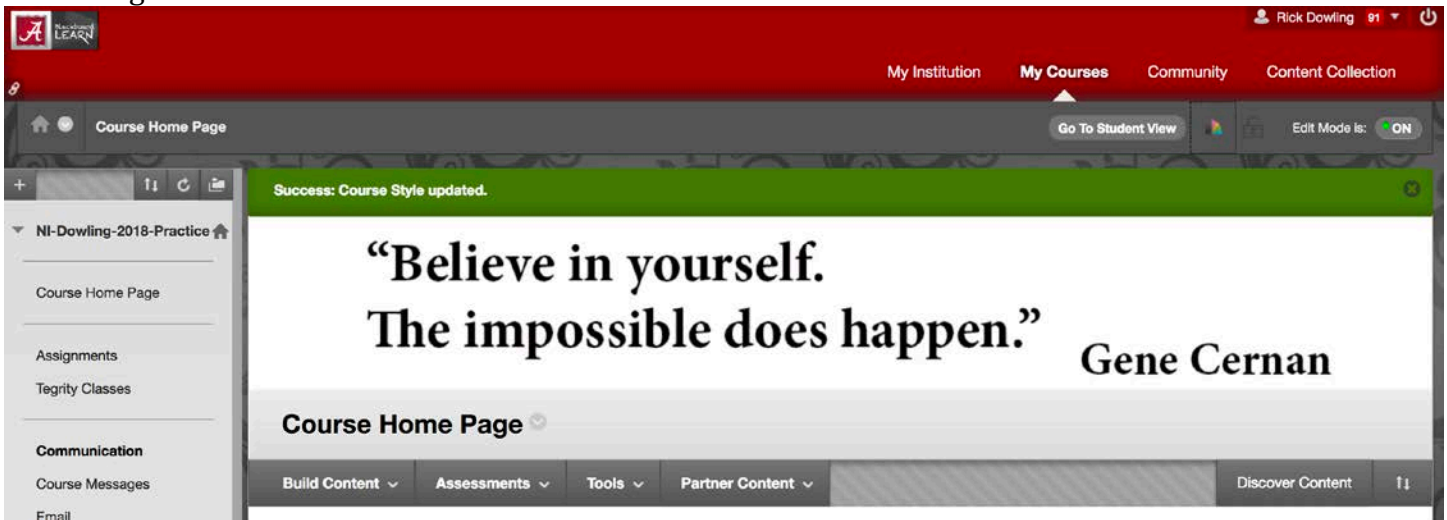 A Blackboard LEARN
Rick Dowling 91
My Institution My Courses Community Content Collection
Course Home Page Go To Student View Edit Mode is: ON
Success: Course Style updated.
NI-Dowling-2018-Practice
“Believe in yourself.
The impossible does happen.”
Gene Cernan
Course Home Page
Assignments
Tegrity Classes
Course Home Page
Communication
Course Messages
Email
Build Content Assessments Tools Partner Content Discover Content